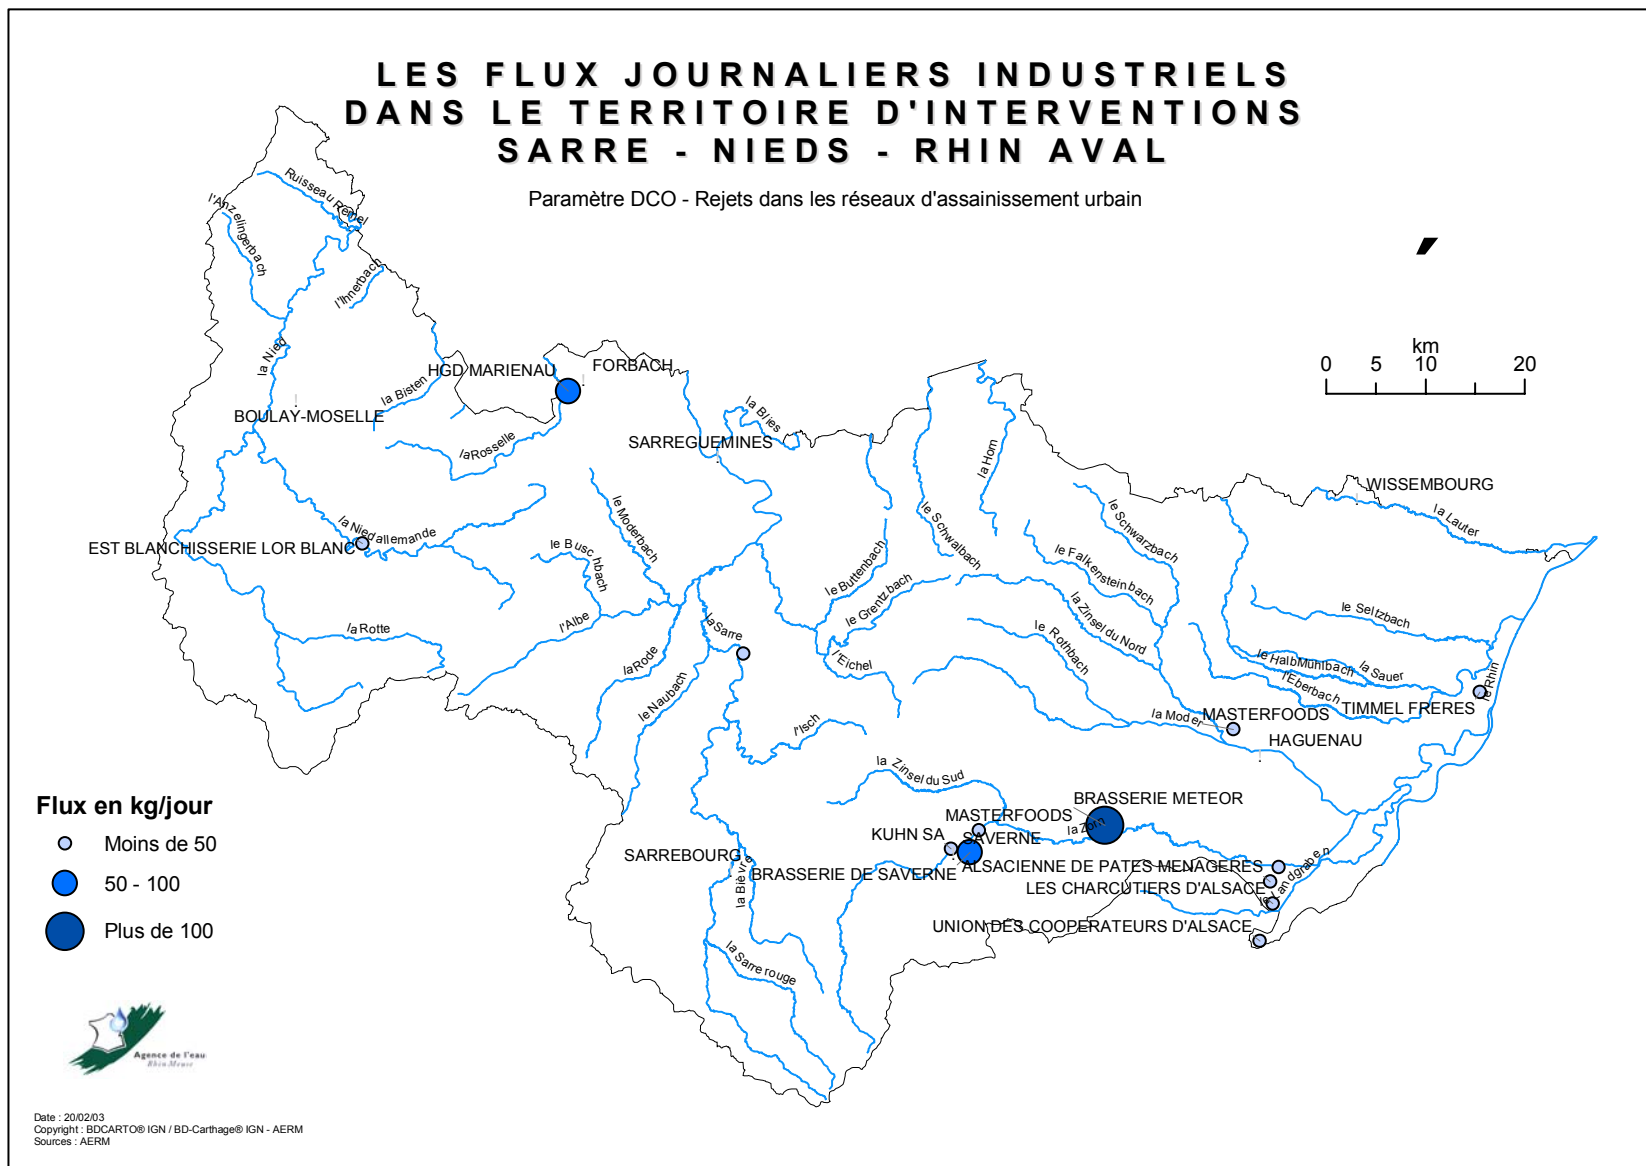 LES FLUX JOURNALIERS INDUSTRIELS
DANS LE TERRITOIRE D'INTERVENTIONS
SARRE - NIEDS - RHIN AVAL
Paramètre DCO - Rejets dans les réseaux d'assainissement urbain
km
0 5 10 20
Ruisseau Remel
l'Anzelingerbach
l'Ihnerbach
la Nied
la Bisten
HGD MARIENAU
FORBACH
BOULAY-MOSELLE
la Rosselle
SARREGUEMINES
la Blies
la Horn
WISSEMBOURG
la Lauter
la Nied allemande
EST BLANCHISSERIE LOR BLANC
le Buschbach
le Moderbach
le Buttenbach
le Schwalbach
le Schwarzbach
le Falkensteinbach
le Grentzbach
la Zinsel du Nord
le Rothbach
le Seltzbach
la Rotte
l'Albe
la Sarre
la Rode
le Naubach
l'Eichel
l'Isch
le HalbMuhlbach
la Sauer
l'Eberbach
le Rhin
TIMMEL FRERES
la Moder
MASTERFOODS
HAGUENAU
la Zinsel du Sud
BRASSERIE METEOR
MASTERFOODS
la Zorn
KUHN SA
SAVERNE
SARREBOURG
la Bièvre
BRASSERIE DE SAVERNE
ALSACIENNE DE PATES MENAGERES
LES CHARCUTIERS D'ALSACE
le Landgraben
UNION DES COOPERATEURS D'ALSACE
la Sarre rouge
Flux en kg/jour
Moins de 50
50 - 100
Plus de 100
Agence de l'eau
Rhin-Meuse
Date : 20/02/03
Copyright : BDCARTO® IGN / BD-Carthage® IGN - AERM
Sources : AERM